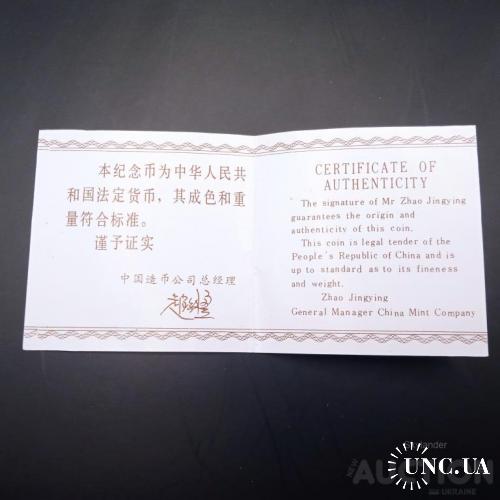 本纪念币为中华人民共
和国法定货币，其成色和重
量符合标准。
谨予证实
中国造币公司总经理
CERTIFICATE OF
AUTHENTICITY
The signature of Mr Zhao Jingying
guarantees the origin and
authenticity of this coin.
This coin is legal tender of the
People's Republic of China and is
up to standard as to its fineness
and weight.
Zhao Jingying
General Manager China Mint Company
UNC.UA
UKRAINE